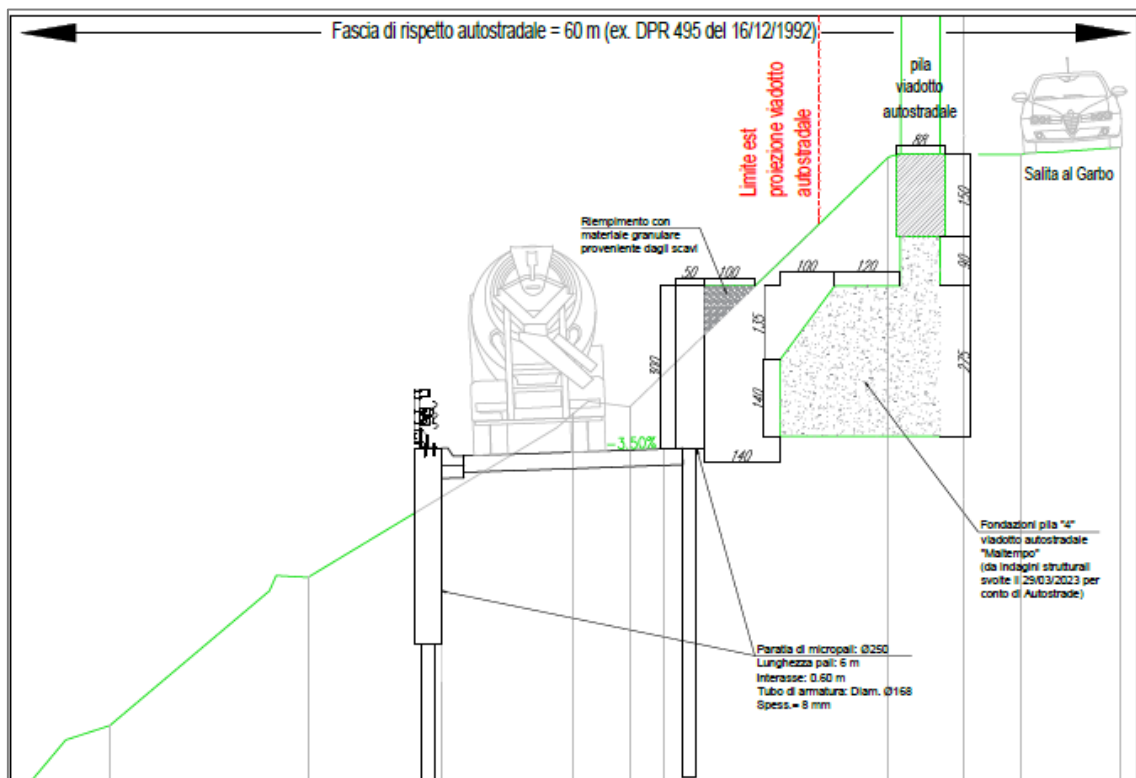 Fascia di rispetto autostradale = 60 m (ex. DPR 495 del 16/12/1992)
pila
viadotto
autostradale
Limite est
proiezione viadotto
autostradale
88
Salita al Garbo
150
90
Riempimento con
materiale granulare
proveniente dagli scavi
50
100
100
120
300
135
140
225
-3.50%
140
Fondazioni pila "4"
viadotto autostradale
"Maltempo"
(da indagini strutturali
svolte il 29/03/2023 per
conto di Autostrade)
Paratia di micropali: Ø250
Lunghezza pali: 6 m
Interasse: 0.60 m
Tubo di armatura: Diam. Ø168
Spess.= 8 mm